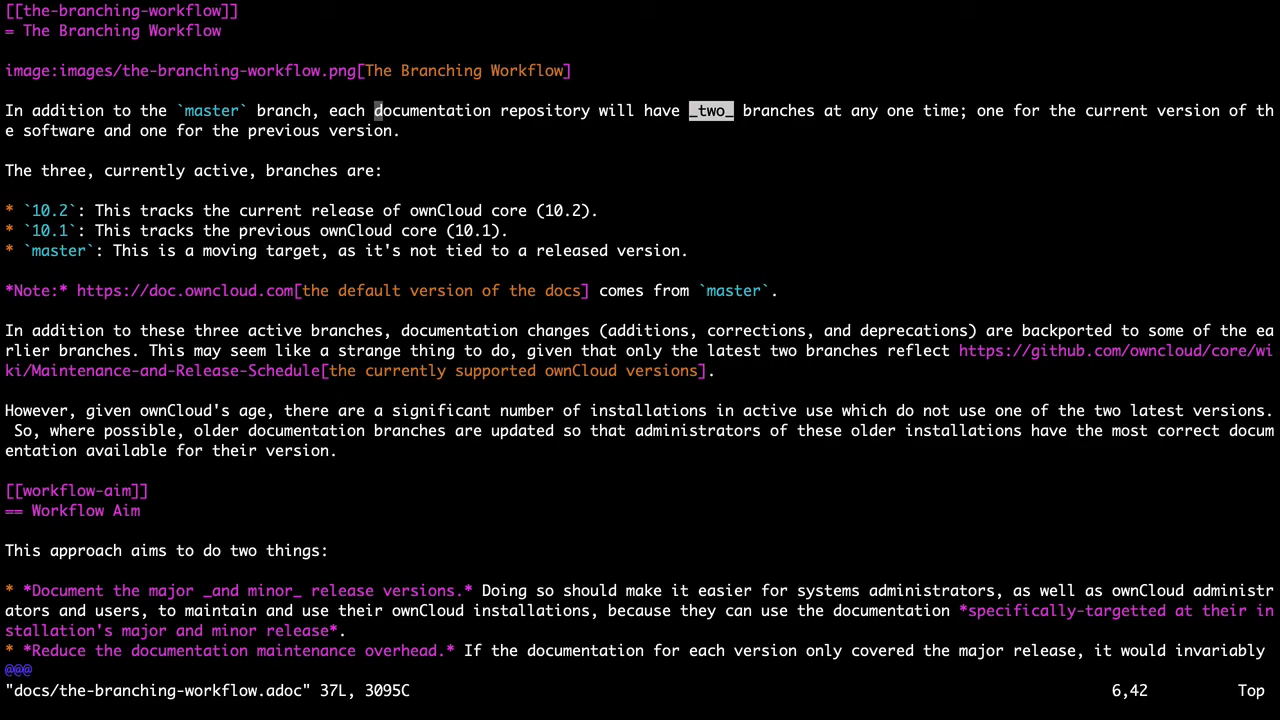 [[the-branching-workflow]]
= The Branching Workflow
image:images/the-branching-workflow.png[The Branching Workflow]
In addition to the `master` branch, each documentation repository will have _two_ branches at any one time; one for the current version of th
e software and one for the previous version.
The three, currently active, branches are:
* `10.2`: This tracks the current release of ownCloud core (10.2).
* `10.1`: This tracks the previous ownCloud core (10.1).
* `master`: This is a moving target, as it's not tied to a released version.
*Note:* https://doc.owncloud.com[the default version of the docs] comes from `master`.
In addition to these three active branches, documentation changes (additions, corrections, and deprecations) are backported to some of the ea
rlier branches. This may seem like a strange thing to do, given that only the latest two branches reflect https://github.com/owncloud/core/wi
ki/Maintenance-and-Release-Schedule[the currently supported ownCloud versions].
However, given ownCloud's age, there are a significant number of installations in active use which do not use one of the two latest versions.
So, where possible, older documentation branches are updated so that administrators of these older installations have the most correct docum
entation available for their version.
[[workflow-aim]]
== Workflow Aim
This approach aims to do two things:
* *Document the major _and minor_ release versions.* Doing so should make it easier for systems administrators, as well as ownCloud administr
ators and users, to maintain and use their ownCloud installations, because they can use the documentation *specifically-targetted at their in
stallation's major and minor release*.
* *Reduce the documentation maintenance overhead.* If the documentation for each version only covered the major release, it would invariably
@@@
"docs/the-branching-workflow.adoc" 37L, 3095C 6,42 Top